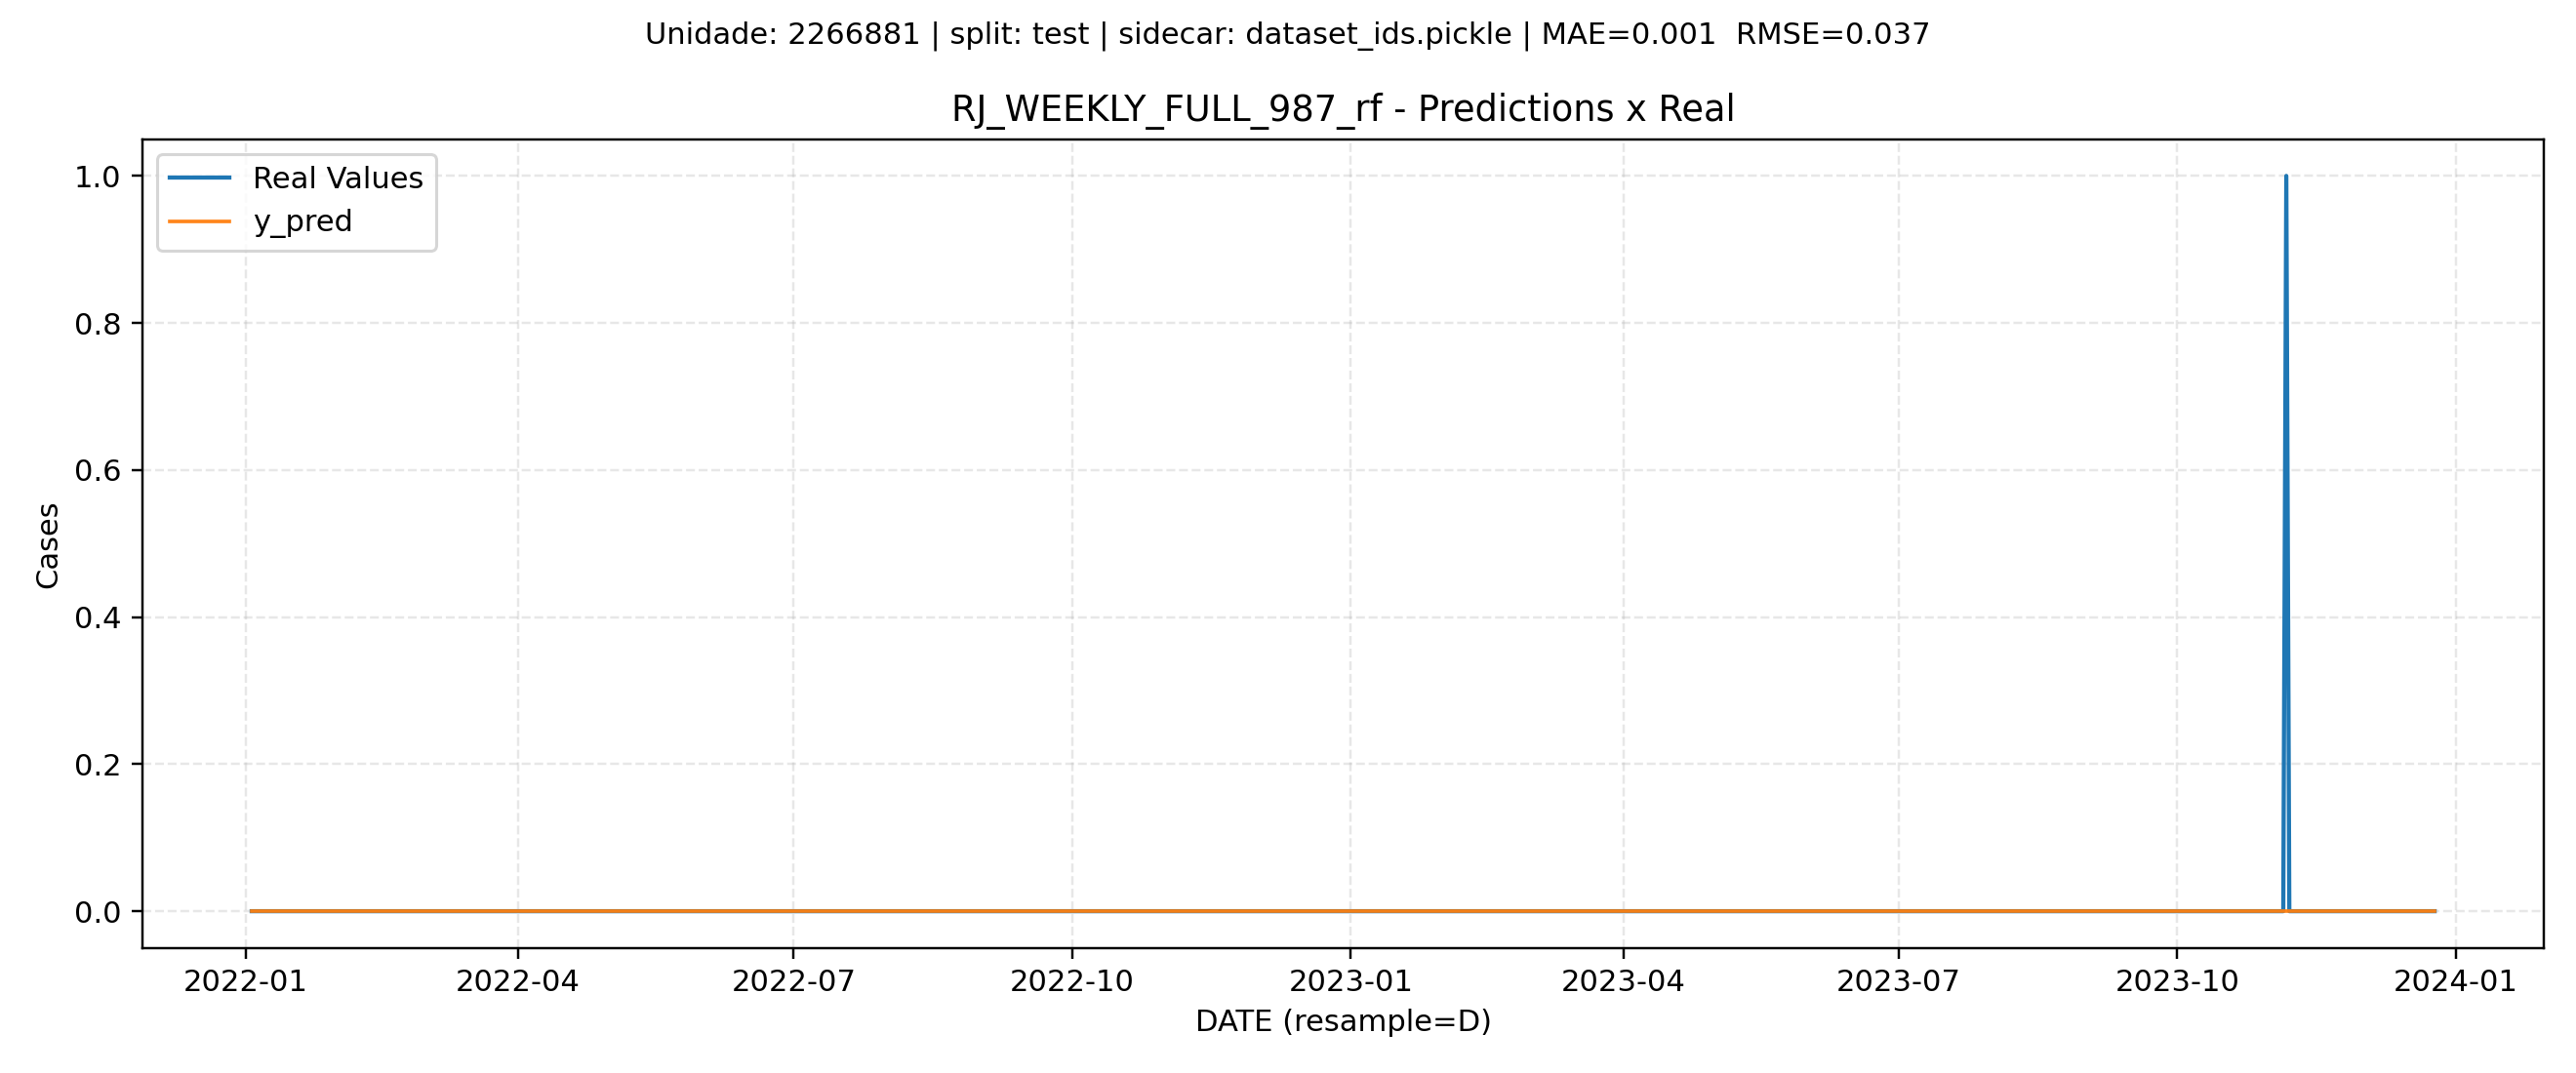 Unidade: 2266881 | split: test | sidecar: dataset_ids.pickle | MAE=0.001  RMSE=0.037
RJ_WEEKLY_FULL_987_rf - Predictions x Real
Real Values
y_pred
1.0
0.8
0.6
0.4
0.2
0.0
Cases
2022-01
2022-04
2022-07
2022-10
2023-01
2023-04
2023-07
2023-10
2024-01
DATE (resample=D)